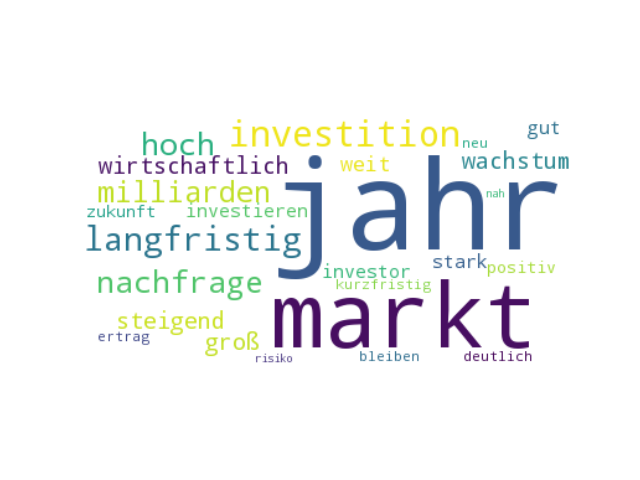 investition
gut
hoch
neu
wirtschaftlich
weit
wachstum
jahr
milliarden
nah
zukunft
investieren
langfristig
stark
positiv
investor
nachfrage
kurzfristig
markt
steigend
ertrag
groß
risiko
bleiben
deutlich